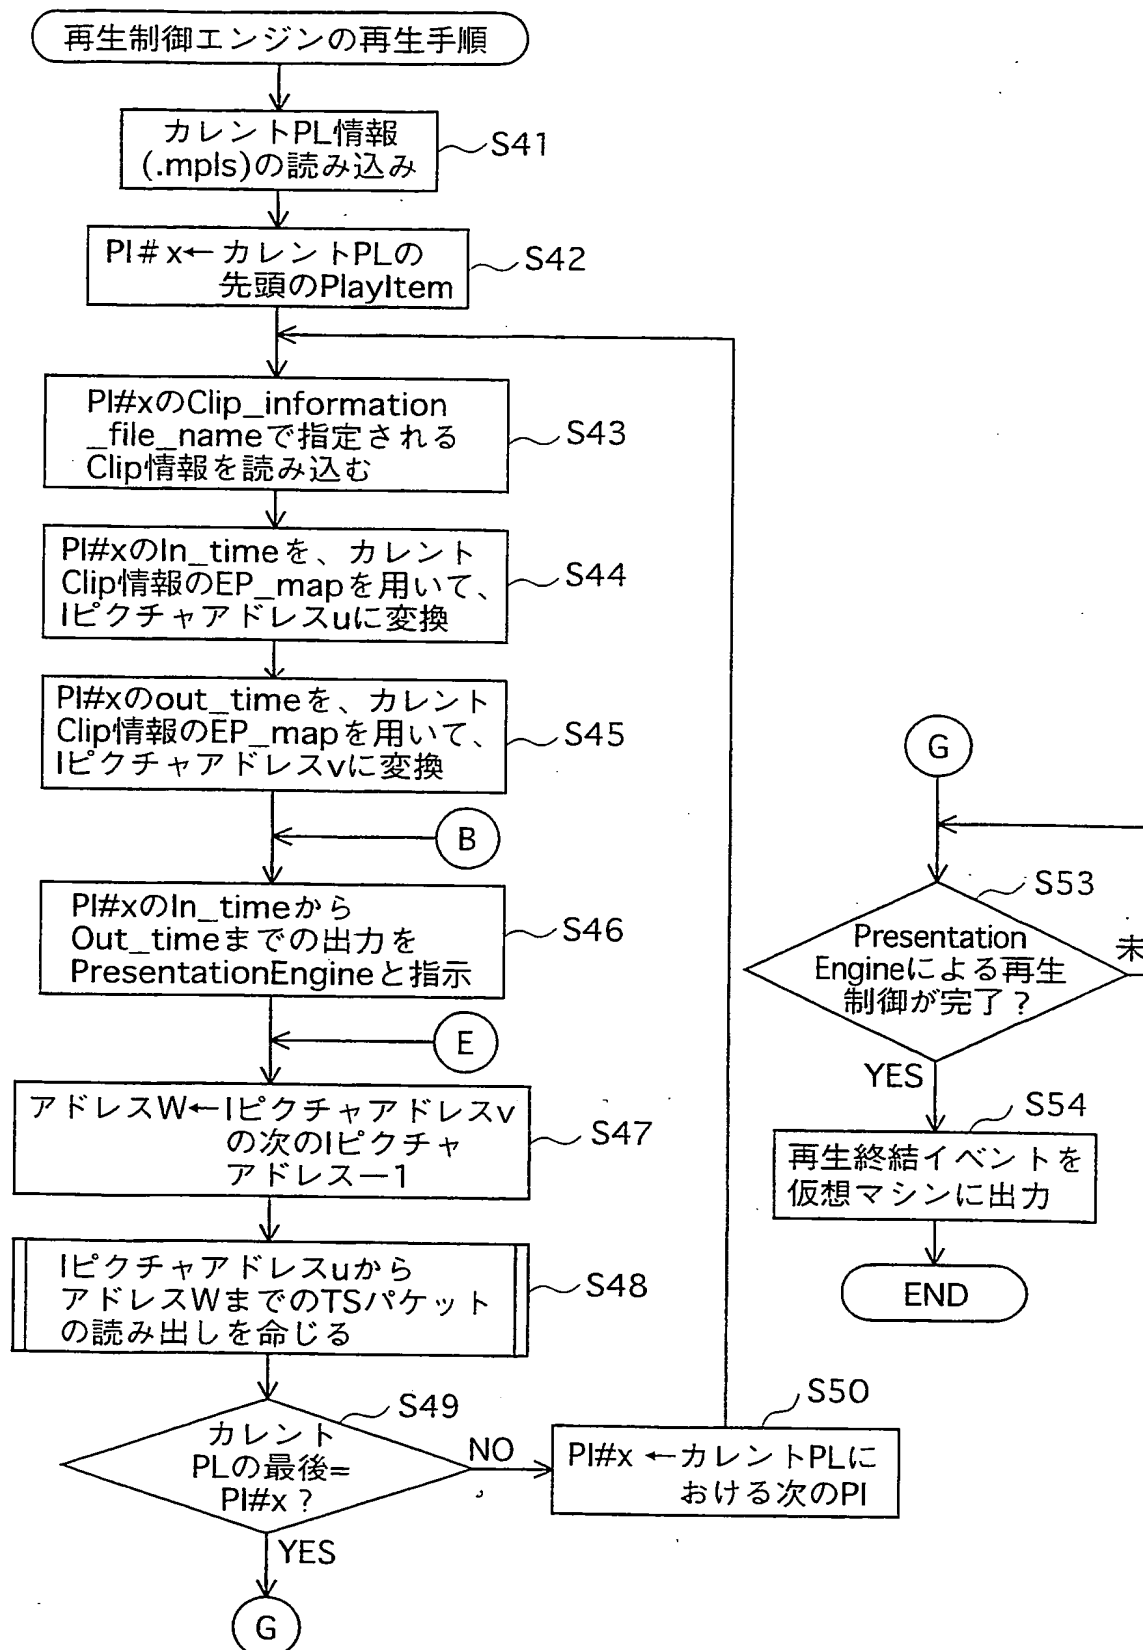 再生制御エンジンの再生手順
カレントPL情報
(.mpls)の読み込み
S41
PI#x←カレントPLの
先頭のPlayItem
S42
PI#xのClip_information
_file_nameで指定される
Clip情報を読み込む
S43
PI#xのIn_timeを、カレント
Clip情報のEP_mapを用いて、
Iピクチャアドレスuに変換
S44
PI#xのout_timeを、カレント
Clip情報のEP_mapを用いて、
Iピクチャアドレスvに変換
S45
B
PI#xのIn_timeから
Out_timeまでの出力を
PresentationEngineと指示
S46
E
アドレスW←Iピクチャアドレスv
の次のIピクチャ
アドレス－1
S47
Iピクチャアドレスuから
アドレスWまでのTSパケット
の読み出しを命じる
S48
カレント
PLの最後=
PI#x?
S49
NO
YES
PI#x ←カレントPLに
おける次のPI
S50
G
G
Presentation
Engineによる再生
制御が完了?
S53
未
YES
再生終結イベントを
仮想マシンに出力
S54
END